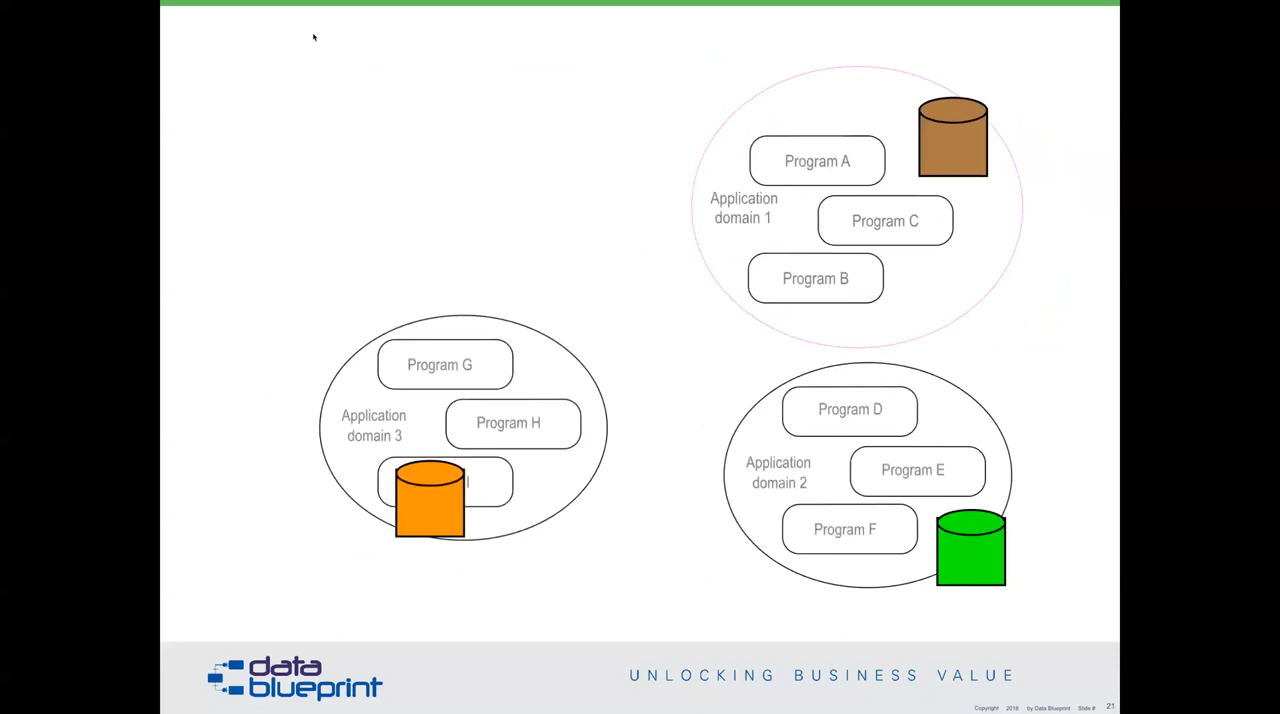 Program A
Application
domain 1
Program C
Program B
Program G
Application
domain 3
Program H
I
Program D
Application
domain 2
Program E
Program F
data
blueprint
UNLOCKING BUSINESS VALUE
Copyright 2018 by Data Blueprint Slide # 21